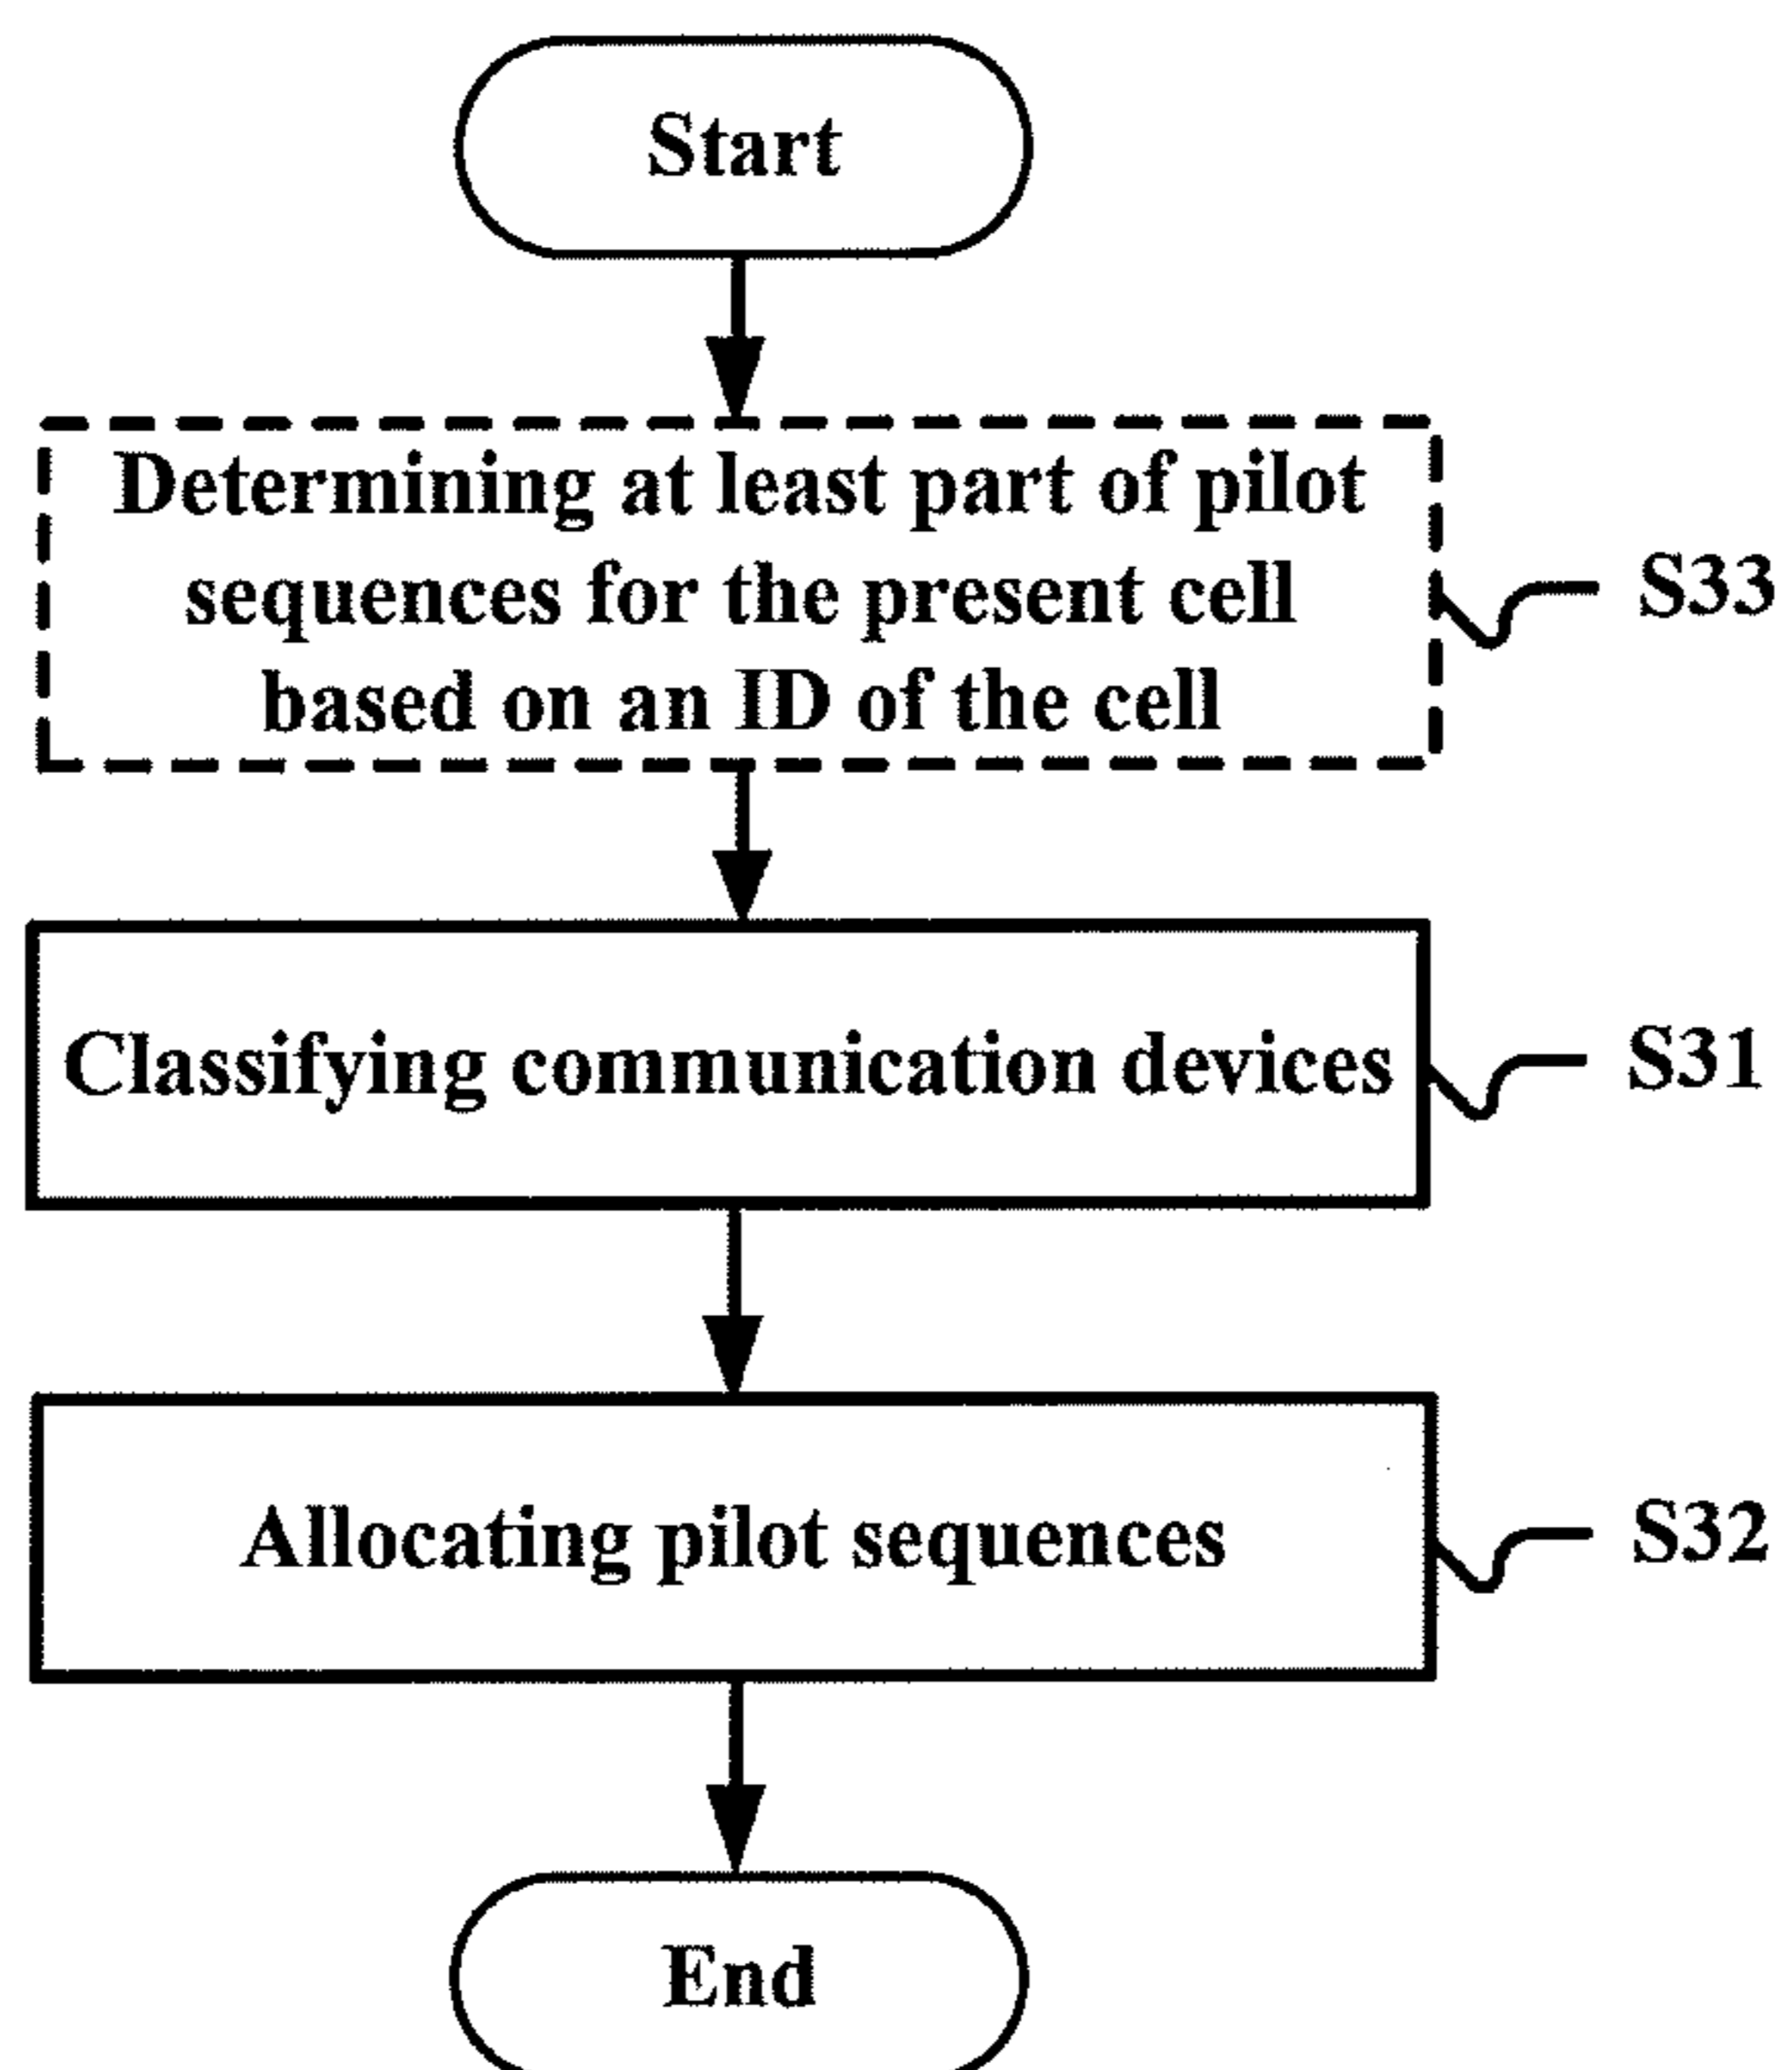 Start
Determining at least part of pilot
sequences for the present cell
based on an ID of the cell
S33
Classifying communication devices
S31
Allocating pilot sequences
S32
End